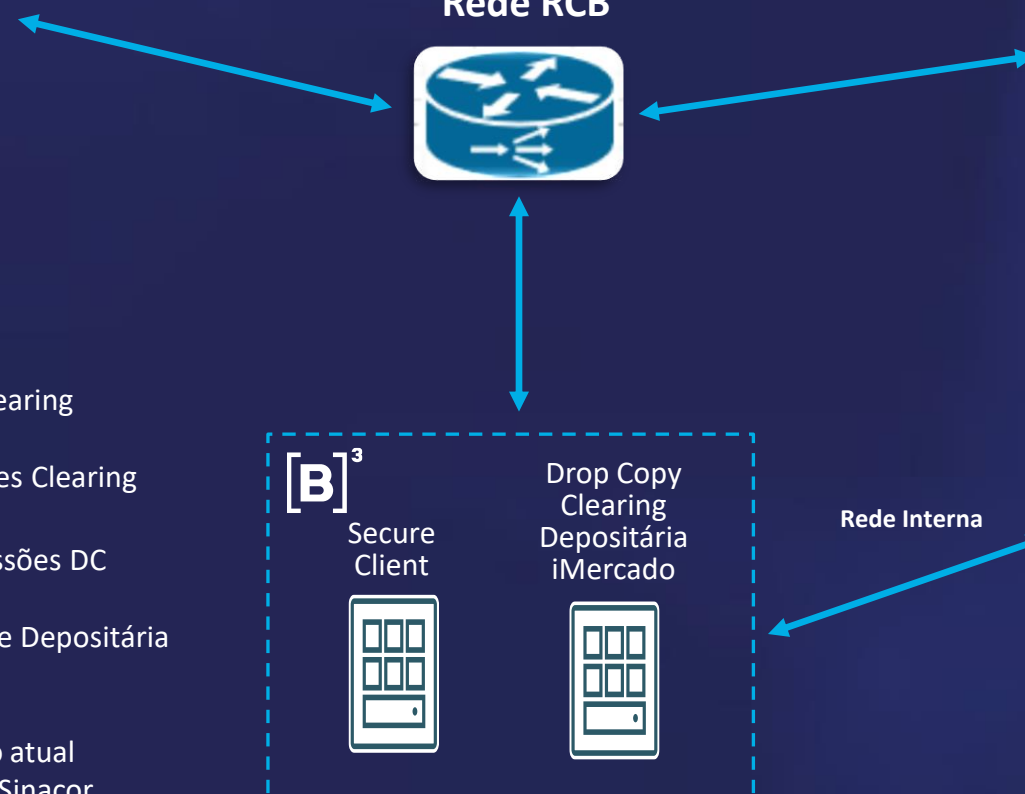 Rede RCB
earing
es Clearing
ssões DC
e Depositária
o atual
Sinacor
[B]³
Secure
Client
Drop Copy
Clearing
Depositária
iMercado
Rede Interna